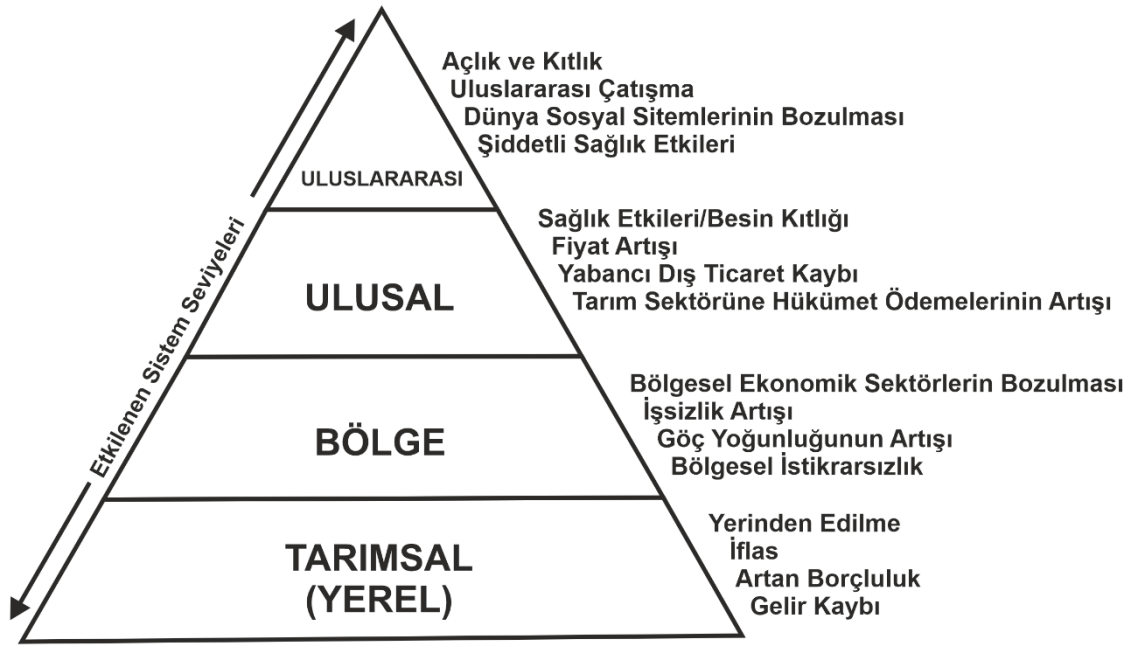 Açlık ve Kıtlık
Uluslararası Çatışma
Dünya Sosyal Sitemlerinin Bozulması
Şiddetli Sağlık Etkileri
ULUSLARARASI
Sağlık Etkileri/Besin Kıtlığı
Fiyat Artışı
Yabancı Dış Ticaret Kaybı
Tarım Sektörüne Hükümet Ödemelerinin Artışı
ULUSAL
Etkilenen Sistem Seviyeleri
Bölgesel Ekonomik Sektörlerin Bozulması
İşsizlik Artışı
Göç Yoğunluğunun Artışı
Bölgesel İstikrarsızlık
BÖLGE
Yerinden Edilme
İflas
Artan Borçluluk
Gelir Kaybı
TARIMSAL
(YEREL)